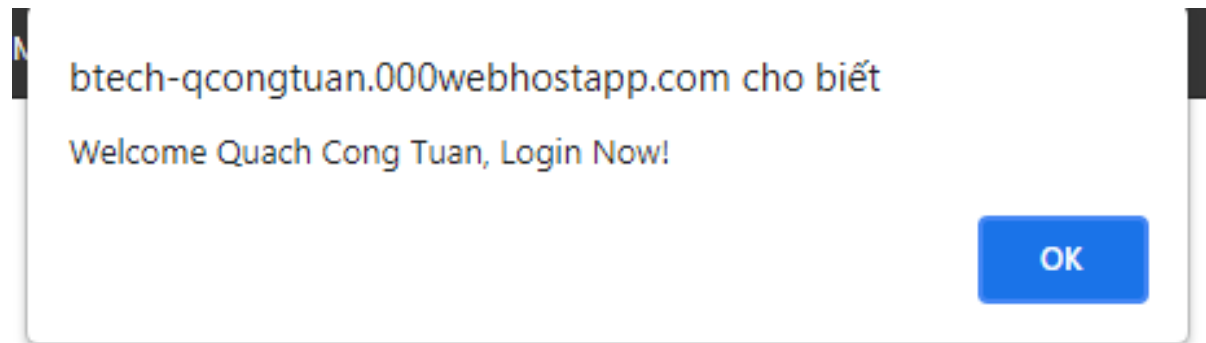 btech-qcongtuan.000webhostapp.com cho biết
Welcome Quach Cong Tuan, Login Now!
OK